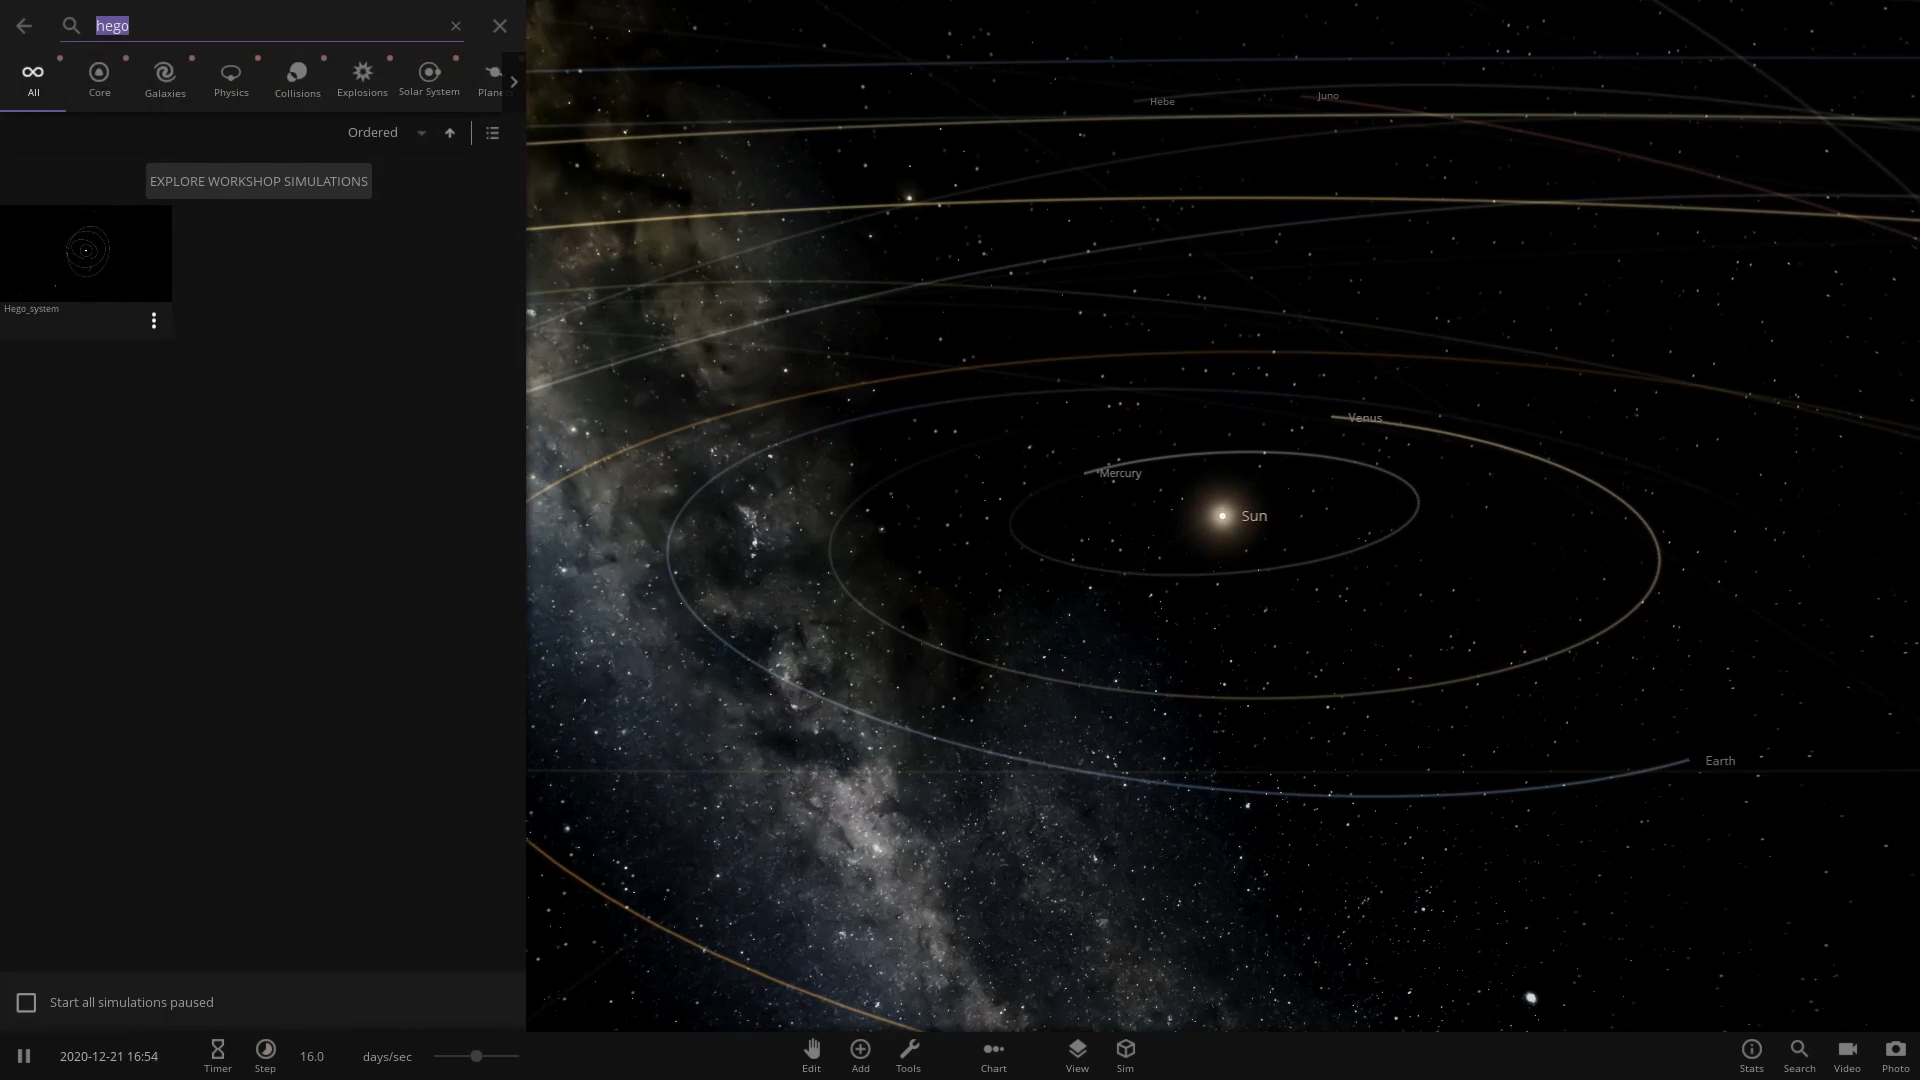 hego
All
Core
Galaxies
Physics
Collisions
Explosions
Solar System
Plane
Ordered
EXPLORE WORKSHOP SIMULATIONS
Hego_system
Start all simulations paused
Hebe
Juno
Venus
Mercury
Sun
Earth
2020-12-21 16:54
Timer
Step
16.0 days/sec
Edit
Add
Tools
Chart
View
Sim
Stats
Search
Video
Photo